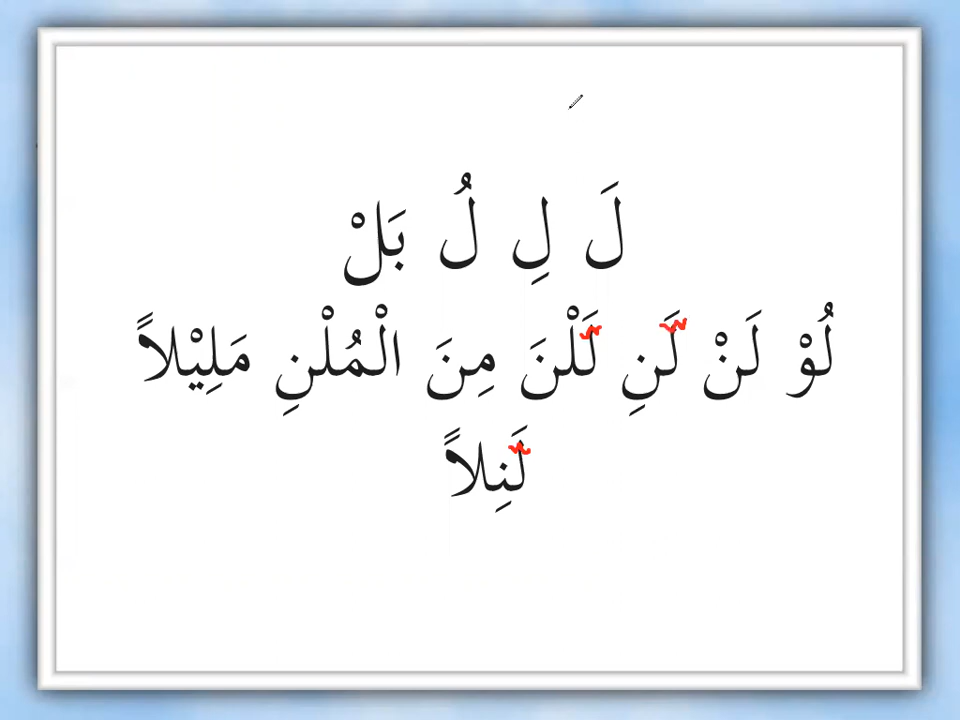 لَ لِ لُ بَلْ
لُوْ لَنْ لَنِ لَلْنَ مِنَ الْمُلْنِ مَلِيْلاً
لَنِلاً